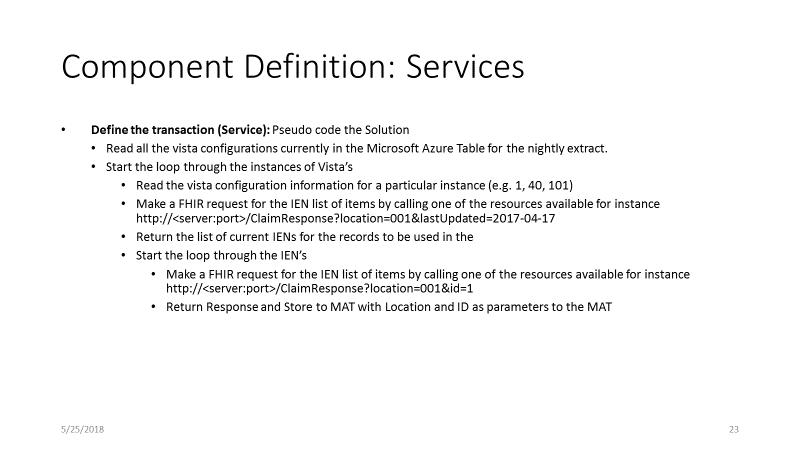 Component Definition: Services
• Define the transaction (Service): Pseudo code the Solution
• Read all the vista configurations currently in the Microsoft Azure Table for the nightly extract.
• Start the loop through the instances of Vista's
• Read the vista configuration information for a particular instance (e.g. 1, 40, 101)
• Make a FHIR request for the IEN list of items by calling one of the resources available for instance
http://<server:port>/ClaimResponse?location=001&lastUpdated=2017-04-17
• Return the list of current IENs for the records to be used in the
• Start the loop through the IEN's
• Make a FHIR request for the IEN list of items by calling one of the resources available for instance
http://<server:port>/ClaimResponse?location=001&id=1
• Return Response and Store to MAT with Location and ID as parameters to the MAT
5/25/2018
23